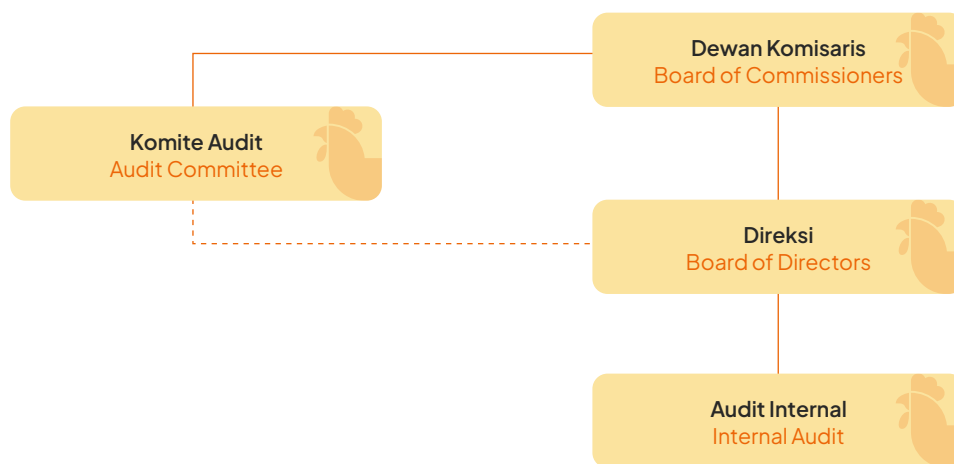 Dewan Komisaris
Board of Commissioners
Komite Audit
Audit Committee
Direksi
Board of Directors
Audit Internal
Internal Audit